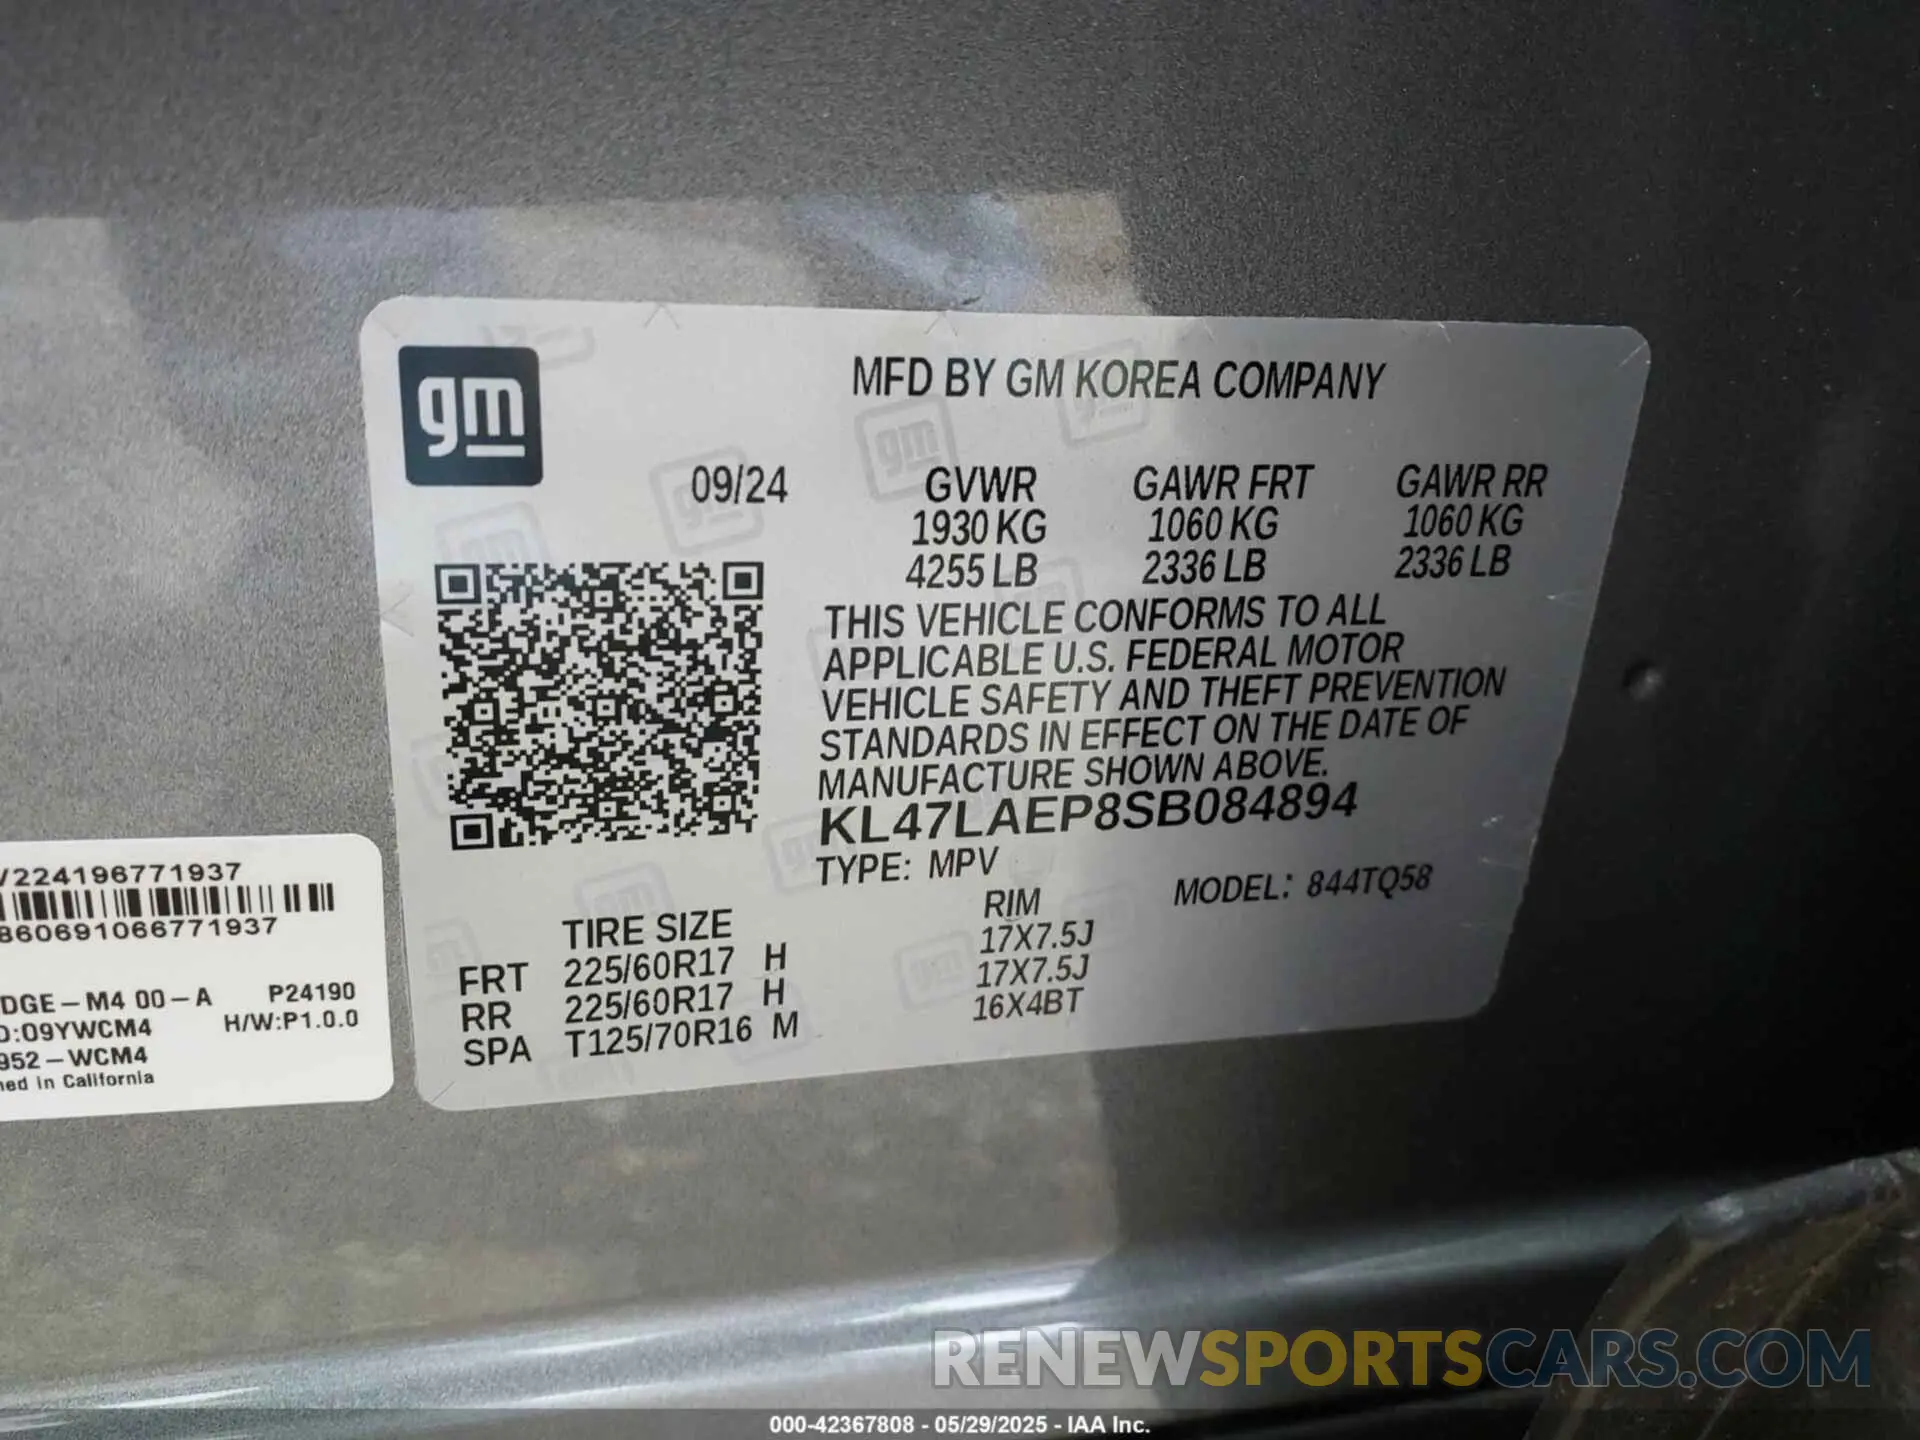 gm
MFD BY GM KOREA COMPANY
09/24 GVWR GAWR FRT GAWR RR
1930 KG 1060 KG 1060 KG
4255 LB 2336 LB 2336 LB
THIS VEHICLE CONFORMS TO ALL
APPLICABLE U.S. FEDERAL MOTOR
VEHICLE SAFETY AND THEFT PREVENTION
STANDARDS IN EFFECT ON THE DATE OF
MANUFACTURE SHOWN ABOVE.
KL47LAEP8SB084894
TYPE: MPV MODEL: 844TQ58
TIRE SIZE RIM
FRT 225/60R17 H 17X7.5J
RR 225/60R17 H 17X7.5J
SPA T125/70R16 M 16X4BT
224196771937
860691066771937
DGE-M4 00-A P24190
D:09YWCM4 H/W:P1.0.0
952-WCM4
ned in California
RENEWSPORTSCARS.COM
000-42367808 - 05/29/2025 - IAA Inc.